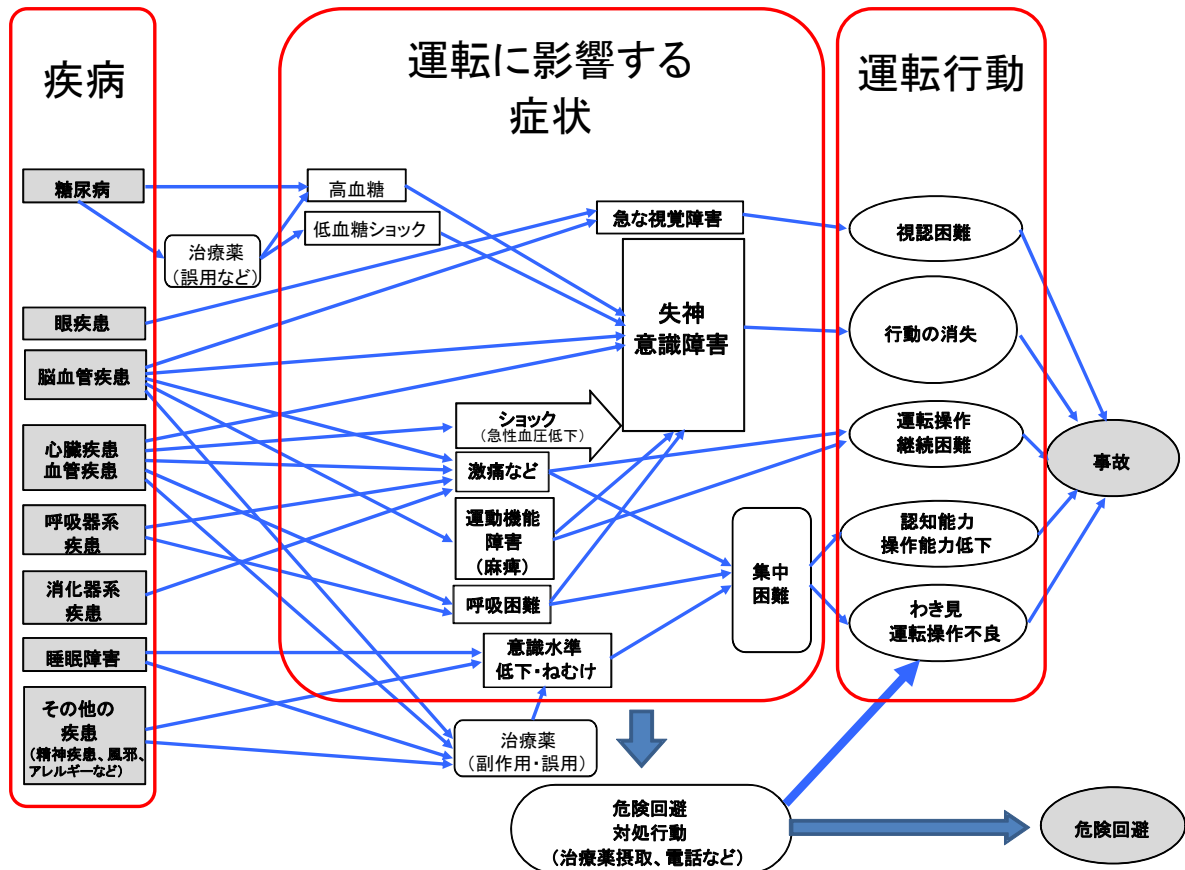 疾病
運転に影響する
症状
運転行動
糖尿病
治療薬
(誤用など)
眼疾患
脳血管疾患
心臓疾患
血管疾患
呼吸器系
疾患
消化器系
疾患
睡眠障害
その他の
疾患
(精神疾患、風邪、
アレルギーなど)
高血糖
低血糖ショック
急な視覚障害
失神
意識障害
ショック
(急性血圧低下)
激痛など
運動機能
障害
(麻痺)
呼吸困難
意識水準
低下・ねむけ
集中
困難
治療薬
(副作用・誤用)
視認困難
行動の消失
運転操作
継続困難
認知能力
操作能力低下
わき見
運転操作不良
事故
危険回避
対処行動
(治療薬摂取、電話など)
危険回避